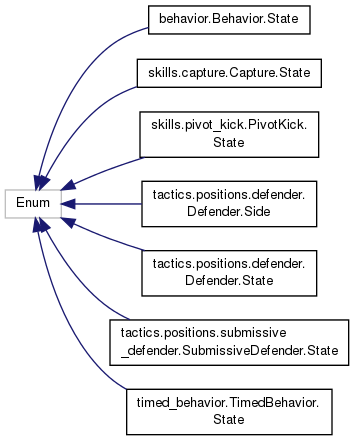 behavior.Behavior.State
skills.capture.Capture.State
skills.pivot_kick.PivotKick.
State
Enum
tactics.positions.defender.
Defender.Side
tactics.positions.defender.
Defender.State
tactics.positions.submissive
_defender.SubmissiveDefender.State
timed_behavior.TimedBehavior.
State